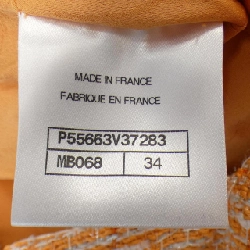 MADE IN FRANCE
FABRIQUE EN FRANCE
P55663V37283
MB068 34